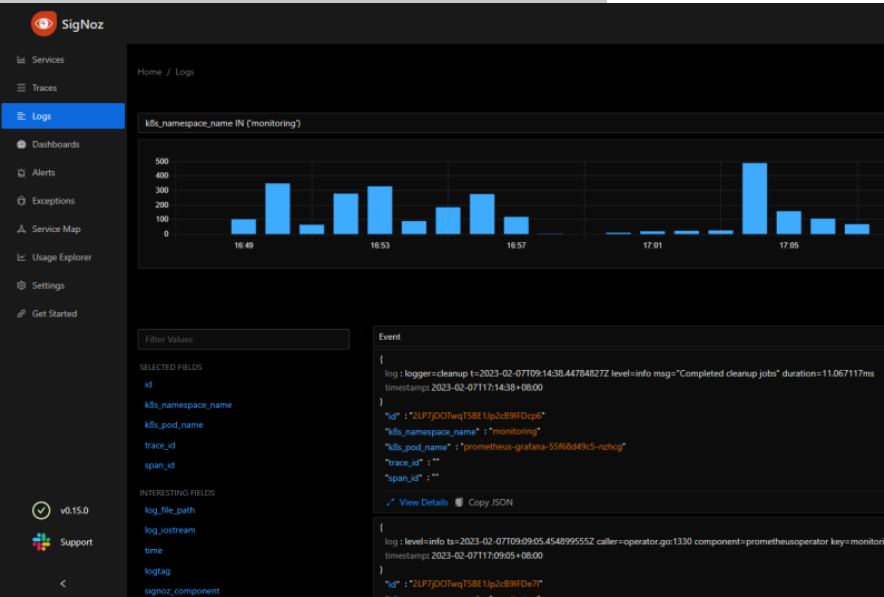 SigNoz
Services
Traces
Logs
Dashboards
Alerts
Exceptions
Service Map
Usage Explorer
Settings
Get Started
v0.15.0
Support
Home / Logs
k8s_namespace_name IN ('monitoring')
500
400
300
200
100
0
16:49
16:53
16:57
17:01
17:05
Filter Values
SELECTED FIELDS
id
k8s_namespace_name
k8s_pod_name
trace_id
span_id
INTERESTING FIELDS
log_file_path
log_iostream
time
logtag
signoz_component
Event
{
log : logger=cleanup t=2023-02-07T09:14:38.44784827Z level=info msg="Completed cleanup jobs" duration=11.067117ms
timestamp: 2023-02-07T17:14:38+08:00
}
"id" : "2LP7jDOTwqT5BE1Jp2cB9IFDcp6"
"k8s_namespace_name" : "monitoring"
"k8s_pod_name" : "prometheus-grafana-55f68d49c5-nzhcg"
"trace_id" : ""
"span_id" : ""
View Details Copy JSON
{
log : level=info ts=2023-02-07T09:09:05.454899555Z caller=operator.go:1330 component=prometheusoperator key=monitori
timestamp: 2023-02-07T17:09:05+08:00
}
"id" : "2LP7jDOTwqT5BE1Jp2cB9IFDe7I"